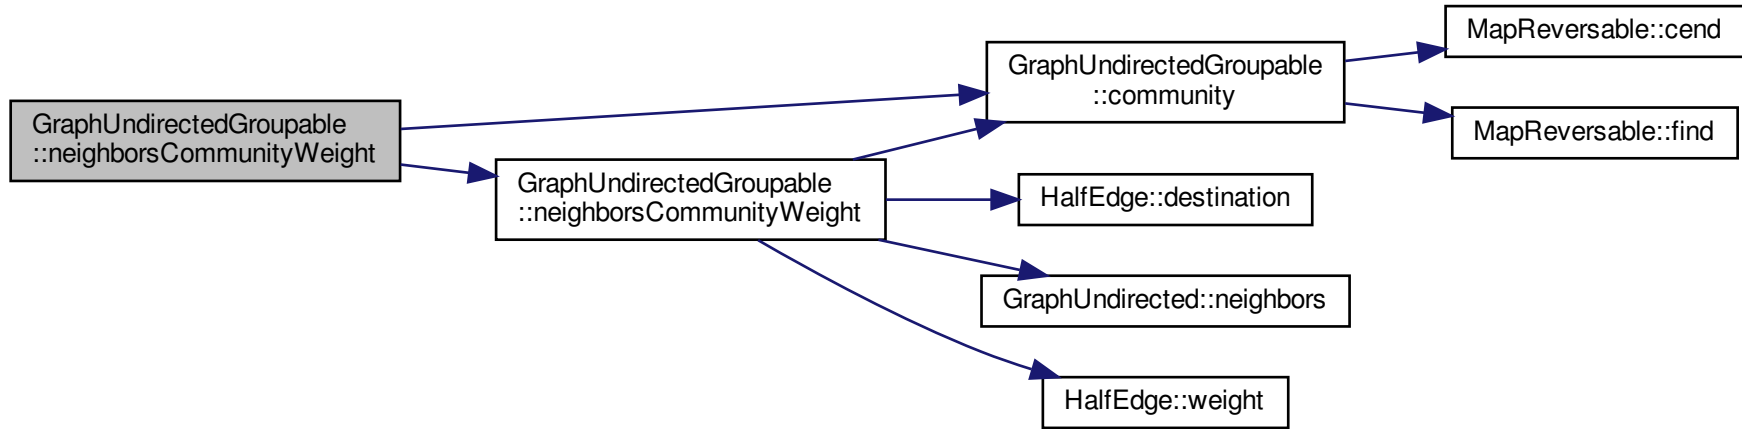 GraphUndirectedGroupable
::neighborsCommunityWeight
GraphUndirectedGroupable
::neighborsCommunityWeight
GraphUndirectedGroupable
::community
HalfEdge::destination
GraphUndirected::neighbors
HalfEdge::weight
MapReversable::cend
MapReversable::find